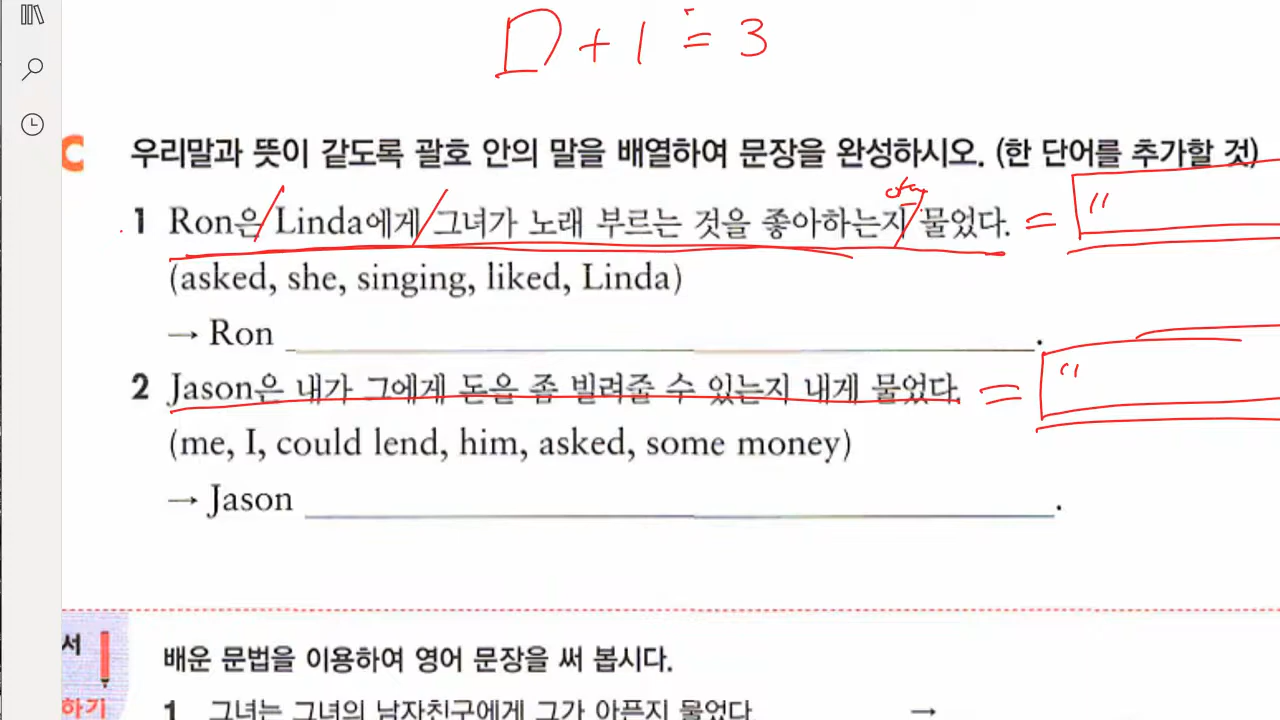 D + 1 = 3
C 우리말과 뜻이 같도록 괄호 안의 말을 배열하여 문장을 완성하시오. (한 단어를 추가할 것)
1 Ron은 Linda에게 그녀가 노래 부르는 것을 좋아하는지 물었다. =
(asked, she, singing, liked, Linda)
→ Ron .
2 Jason은 내가 그에게 돈을 좀 빌려줄 수 있는지 내게 물었다. =
(me, I, could lend, him, asked, some money)
→ Jason .
서
배운 문법을 이용하여 영어 문장을 써 봅시다.
하기
1 그녀는 그녀의 남자친구에게 그가 아픈지 물었다. →